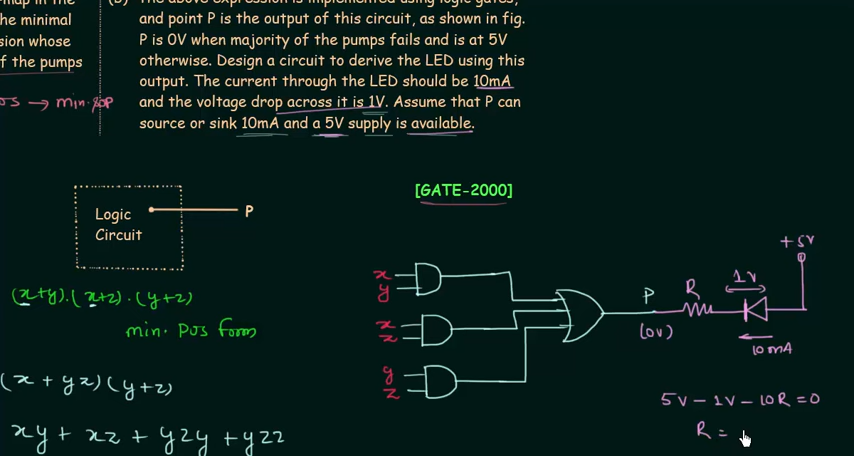 -map in the
he minimal
sion whose
f the pumps
OS → min. SOP
(b) The above expression is implemented using logic gates,
and point P is the output of this circuit, as shown in fig.
P is 0V when majority of the pumps fails and is at 5V
otherwise. Design a circuit to derive the LED using this
output. The current through the LED should be 10mA
and the voltage drop across it is 1V. Assume that P can
source or sink 10mA and a 5V supply is available.
[GATE-2000]
Logic
Circuit
P
(x+y).(x+z).(y+z)
min. POS form
(x + yz)(y+z)
xy + xz + yzy + yzz
x
y
x
z
y
z
P
(0V)
R
1V
+5V
10mA
5V - 1V - 10R = 0
R =